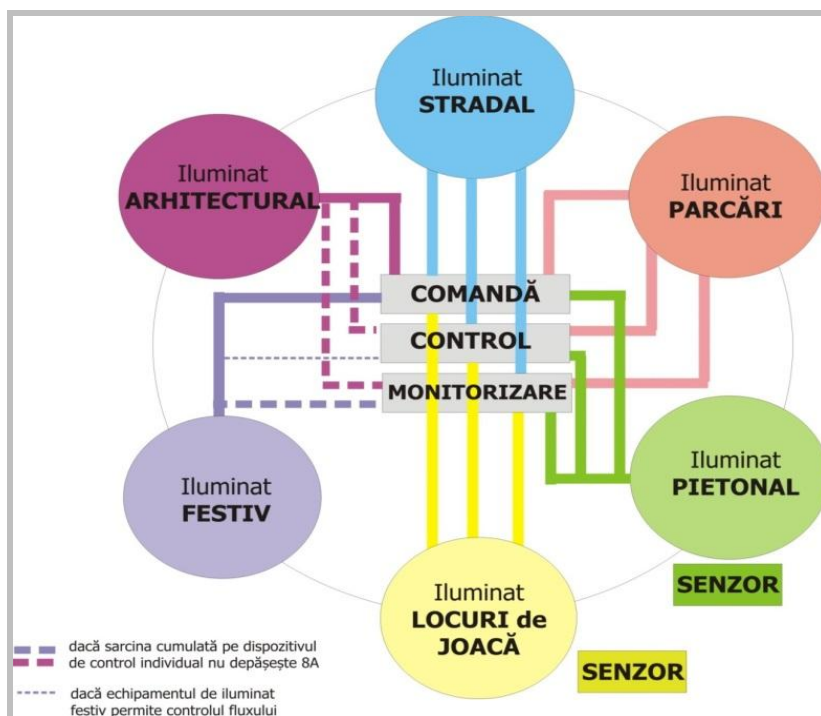 Iluminat
STRADAL
Iluminat
ARHITECTURAL
Iluminat
PARCĂRI
COMANDĂ
CONTROL
MONITORIZARE
Iluminat
FESTIV
Iluminat
PIETONAL
SENZOR
Iluminat
LOCURI de
JOACĂ
SENZOR
dacă sarcina cumulată pe dispozitivul
de control individual nu depășește 8A
dacă echipamentul de iluminat
festiv permite controlul fluxului